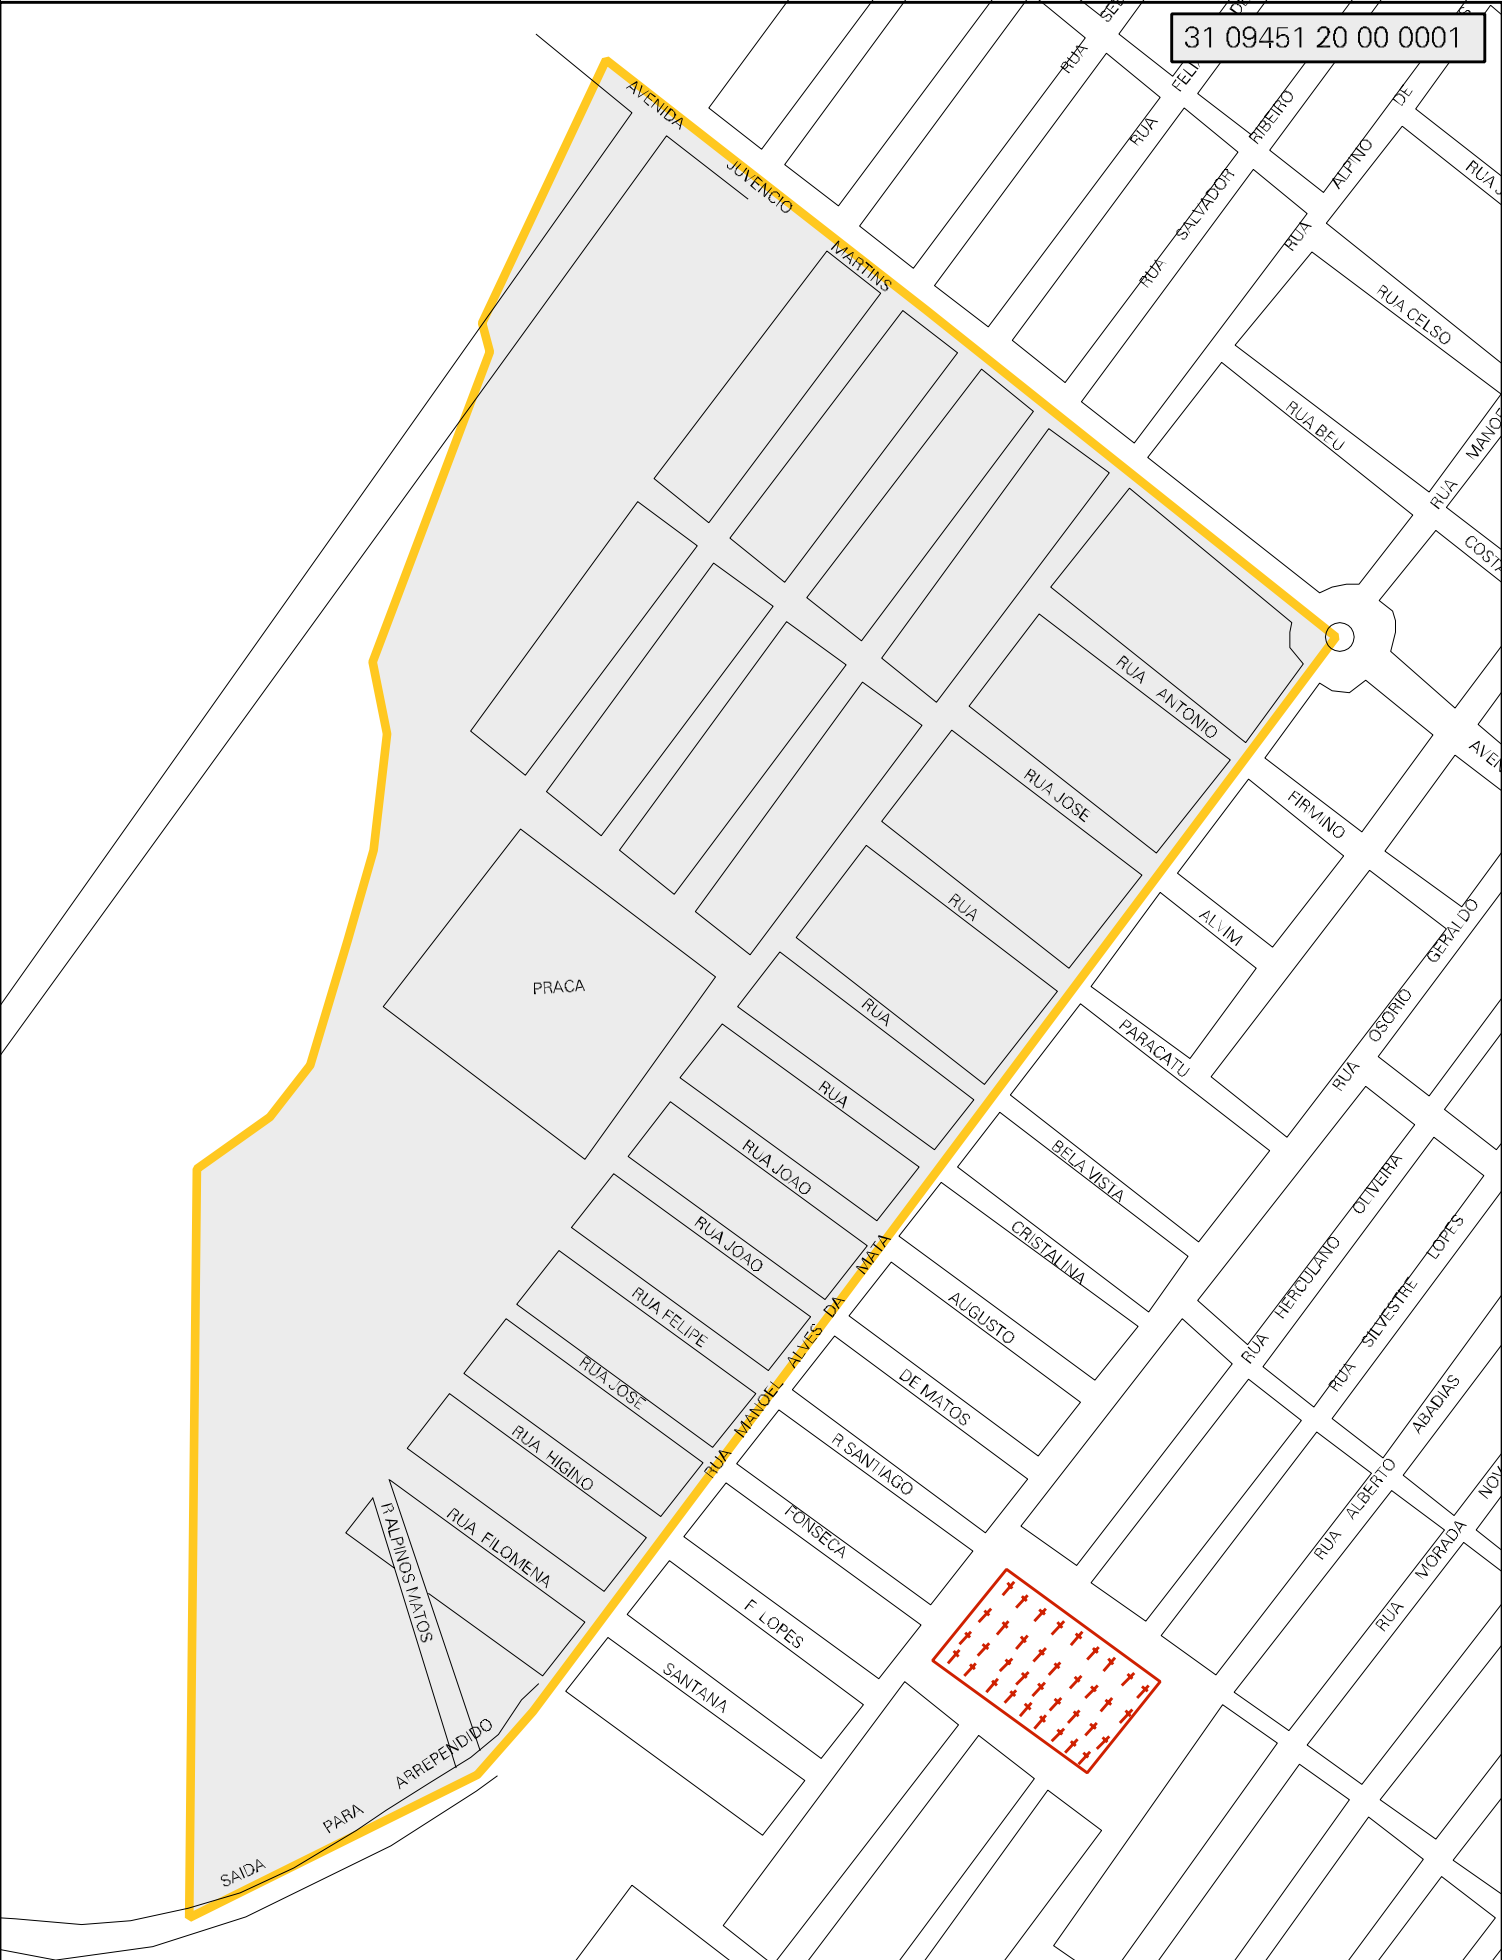 31 09451 20 00 0001
RUA
RUA
RIBEIRO
DE
ALPINO
SALVADOR
RUA
RUA
RUA CELSO
RUA BEU
RUA
AVENIDA
JUVENCIO
MARTINS
RUA ANTONIO
RUA JOSE
FIRMINO
RUA
ALVIM
GERALDO
PRACA
RUA
PARACATU
OSORIO
RUA
RUA
RUA JOAO
BELA VISTA
OLIVEIRA
RUA JOAO
CRISTALINA
HERCULANO
RUA
LOPES
SILVESTRE
RUA
RUA FELIPE
AUGUSTO
RUA JOSE
DE MATOS
ABADIAS
RUA MANOEL ALVES DA MATA
RUA HIGINO
R SANTIAGO
ALBERTO
RUA
RUA FILOMENA
FONSECA
MORADA
RUA
R ALPINOS MATOS
F LOPES
SANTANA
SAIDA PARA ARREPENDIDO